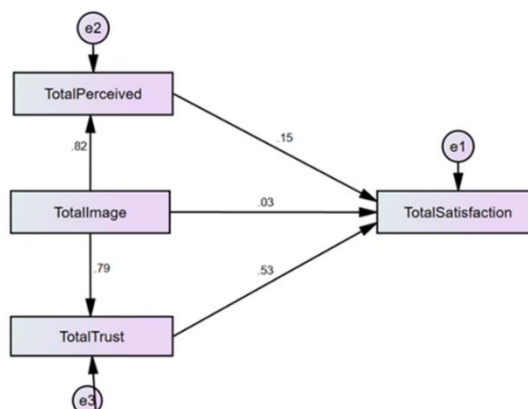 e2
TotalPerceived
.82
.15
e1
TotalImage
.03
TotalSatisfaction
.79
.53
TotalTrust
e3